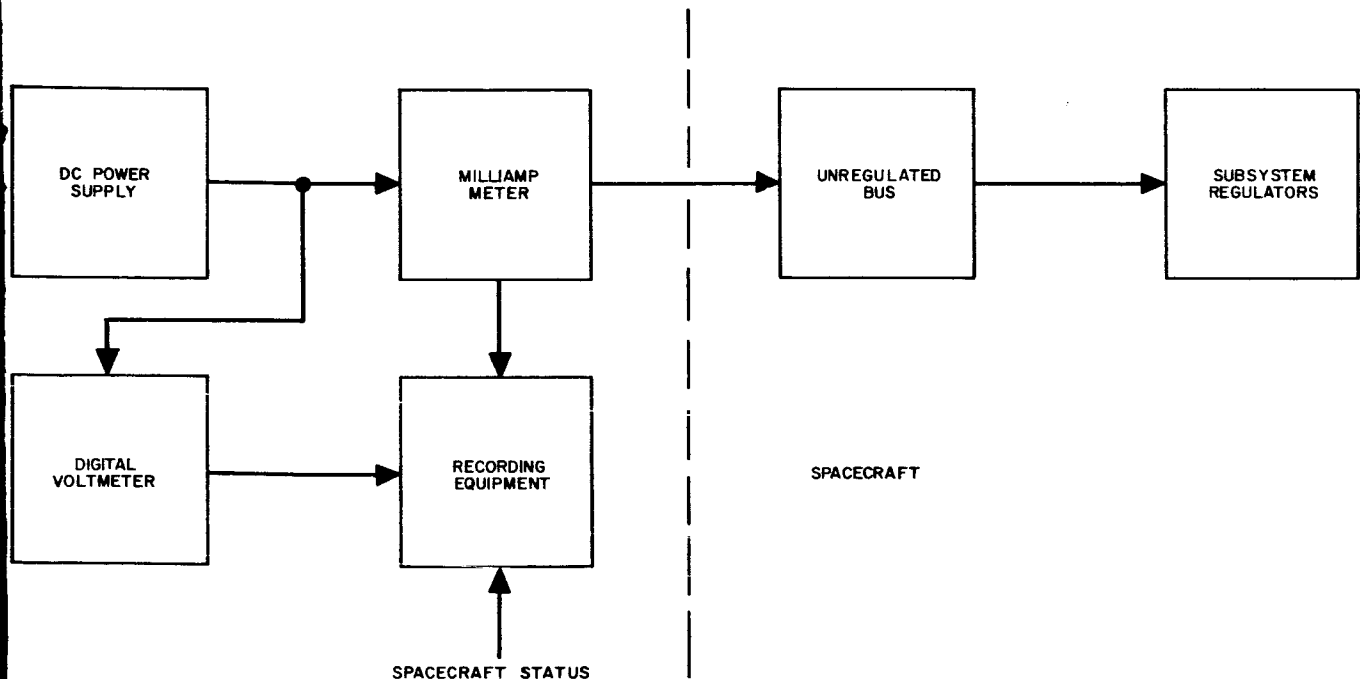 DC POWER
SUPPLY
MILLIAMP
METER
UNREGULATED
BUS
SUBSYSTEM
REGULATORS
DIGITAL
VOLTMETER
RECORDING
EQUIPMENT
SPACECRAFT
SPACECRAFT STATUS